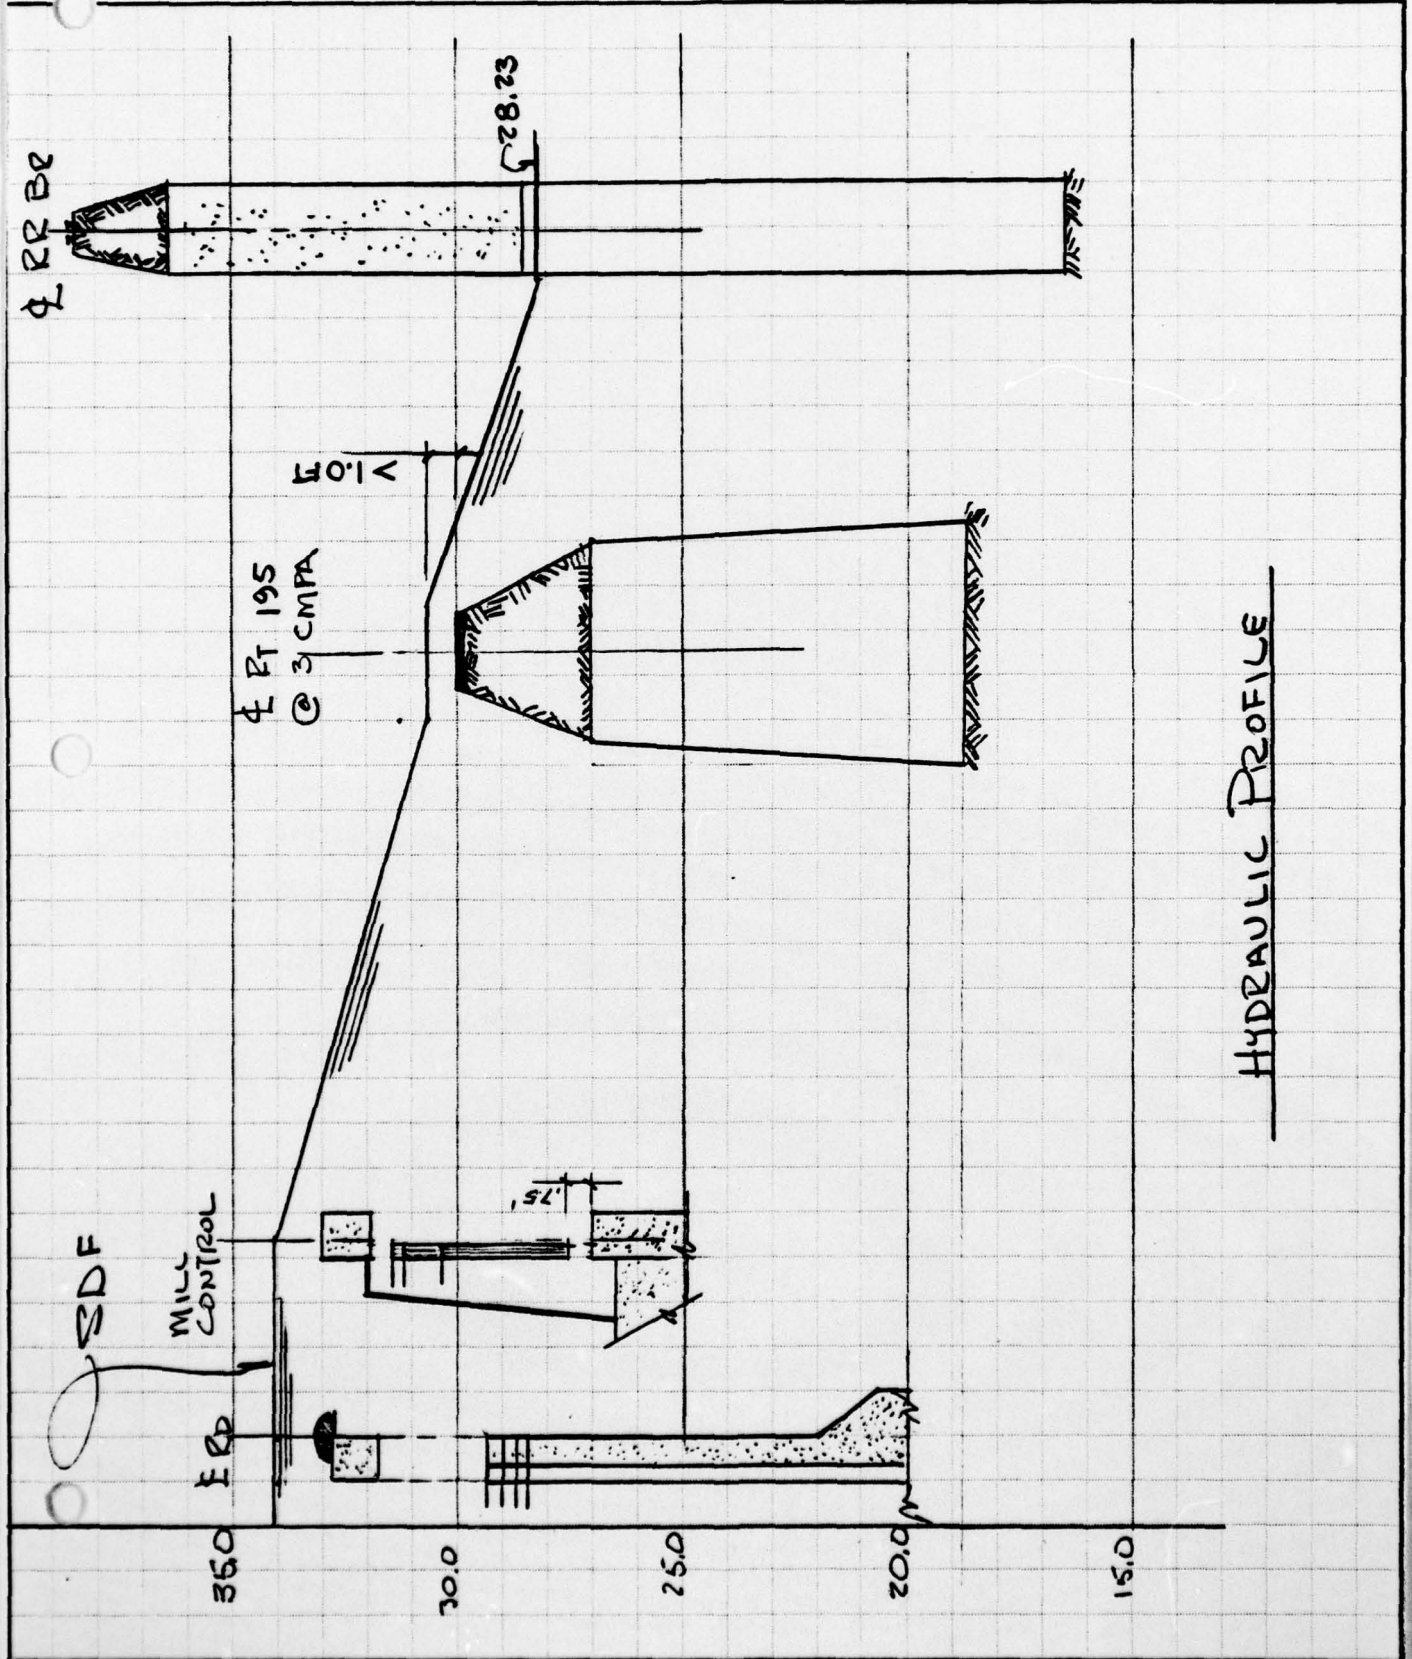 ℄ RR BR
28.23
> 1.0 FT
℄ RT 195
@ 3 CMPA
SDF
MILL
CONTROL
.75'
℄ RD
35.0
30.0
25.0
20.0
15.0
HYDRAULIC PROFILE